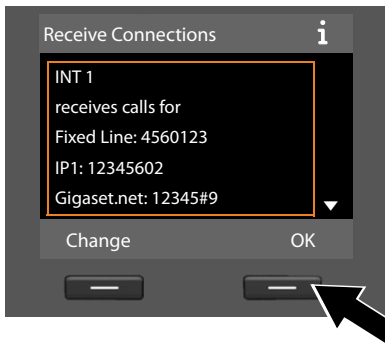 Receive Connections i
INT 1
receives calls for
Fixed Line: 4560123
IP1: 12345602
Gigaset.net: 12345#9
Change OK